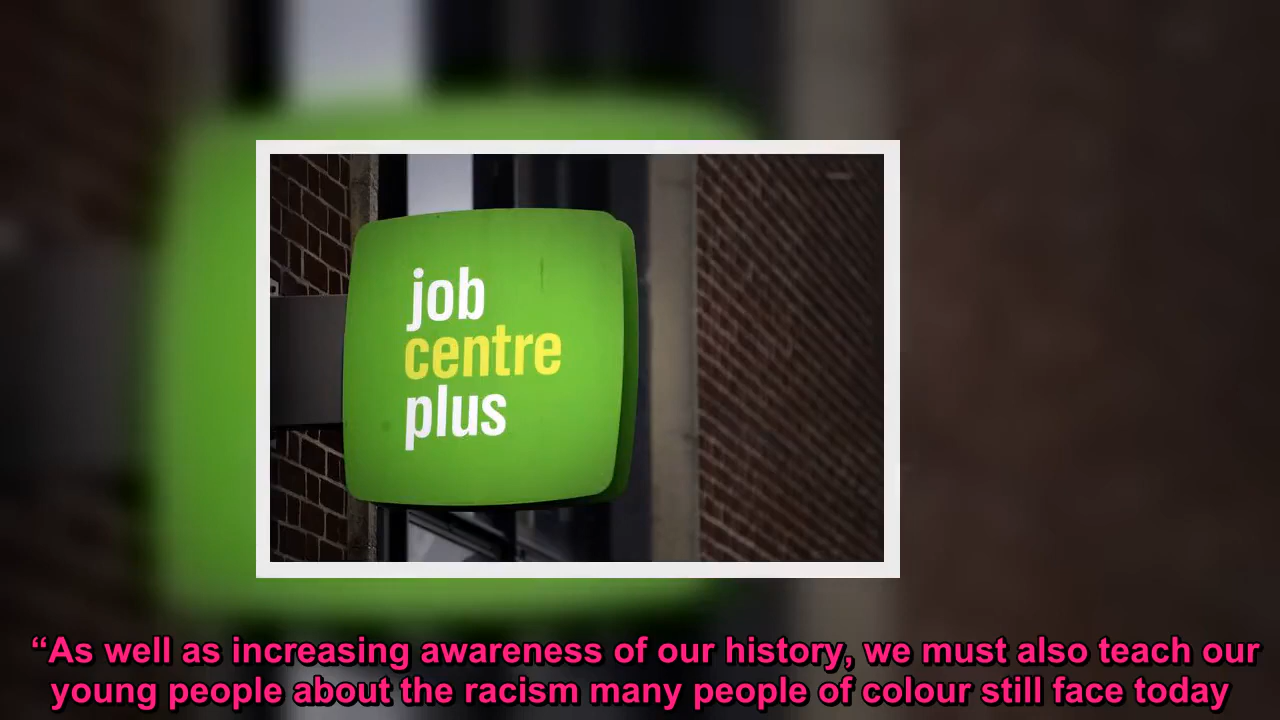 job
centre
plus
“As well as increasing awareness of our history, we must also teach our
young people about the racism many people of colour still face today